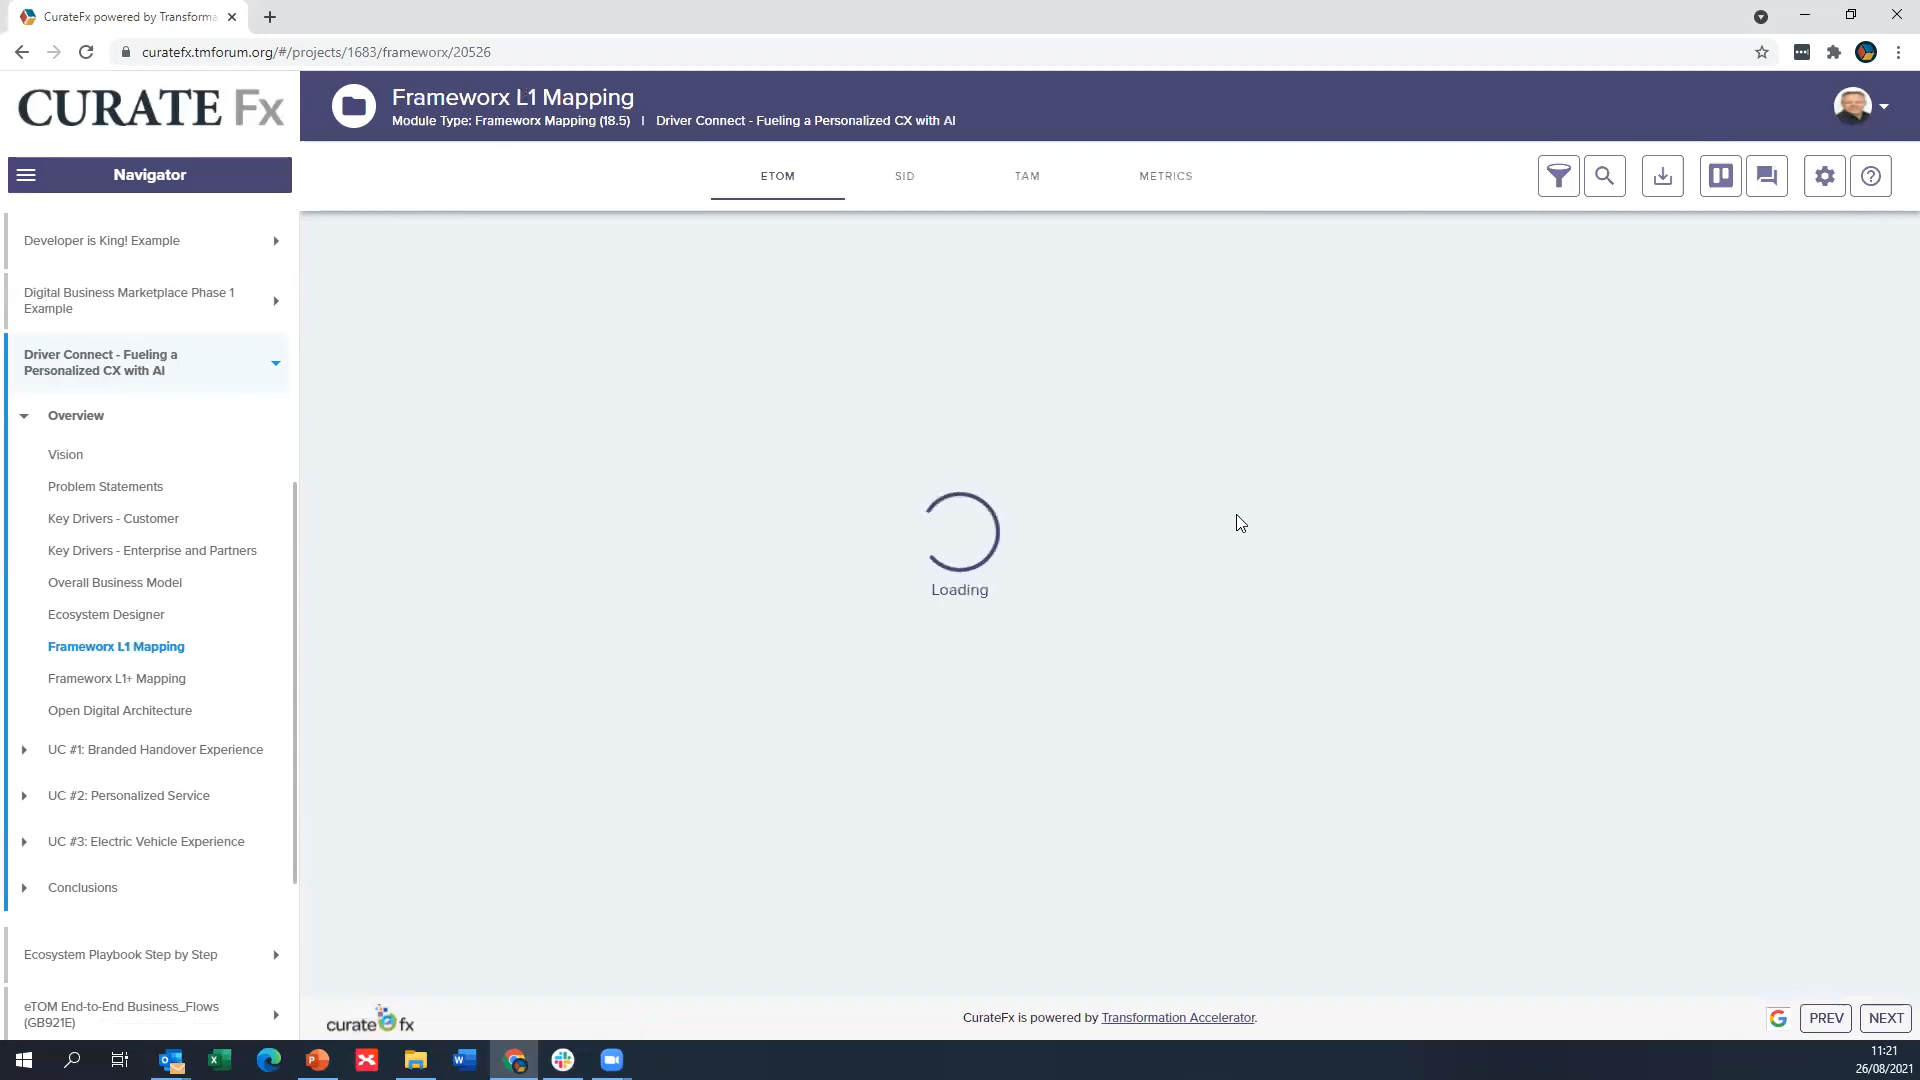 CurateFx powered by Transforma
curatefx.tmforum.org/#/projects/1683/frameworx/20526
CURATE Fx
Frameworx L1 Mapping
Module Type: Frameworx Mapping (18.5) | Driver Connect - Fueling a Personalized CX with AI
Navigator
ETOM
SID
TAM
METRICS
Developer is King! Example
Digital Business Marketplace Phase 1
Example
Driver Connect - Fueling a
Personalized CX with AI
Overview
Vision
Problem Statements
Key Drivers - Customer
Key Drivers - Enterprise and Partners
Overall Business Model
Ecosystem Designer
Frameworx L1 Mapping
Frameworx L1+ Mapping
Open Digital Architecture
UC #1: Branded Handover Experience
UC #2: Personalized Service
UC #3: Electric Vehicle Experience
Conclusions
Ecosystem Playbook Step by Step
eTOM End-to-End Business_Flows
(GB921E)
Loading
curate fx
CurateFx is powered by Transformation Accelerator.
PREV
NEXT
11:21
26/08/2021